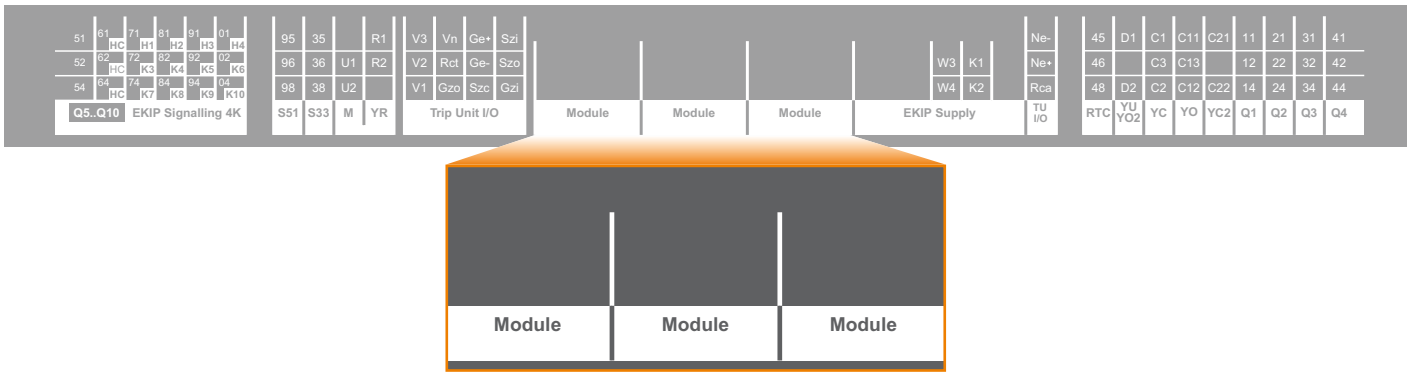 51 61 HC 71 H1 81 H2 91 H3 01 H4 95 35 R1 V3 Vn Ge+ Szi Ne- 45 D1 C1 C11 C21 11 21 31 41
52 62 HC 72 K3 82 K4 92 K5 02 K6 96 36 U1 R2 V2 Rct Ge- Szo W3 K1 Ne+ 46 C3 C13 12 22 32 42
54 64 HC 74 K7 84 K8 94 K9 04 K10 98 38 U2 V1 Gzo Szc Gzi W4 K2 Rca 48 D2 C2 C12 C22 14 24 34 44
Q5..Q10 EKIP Signalling 4K S51 S33 M YR Trip Unit I/O Module Module Module EKIP Supply TU I/O RTC YU YO2 YC YO YC2 Q1 Q2 Q3 Q4
Module Module Module